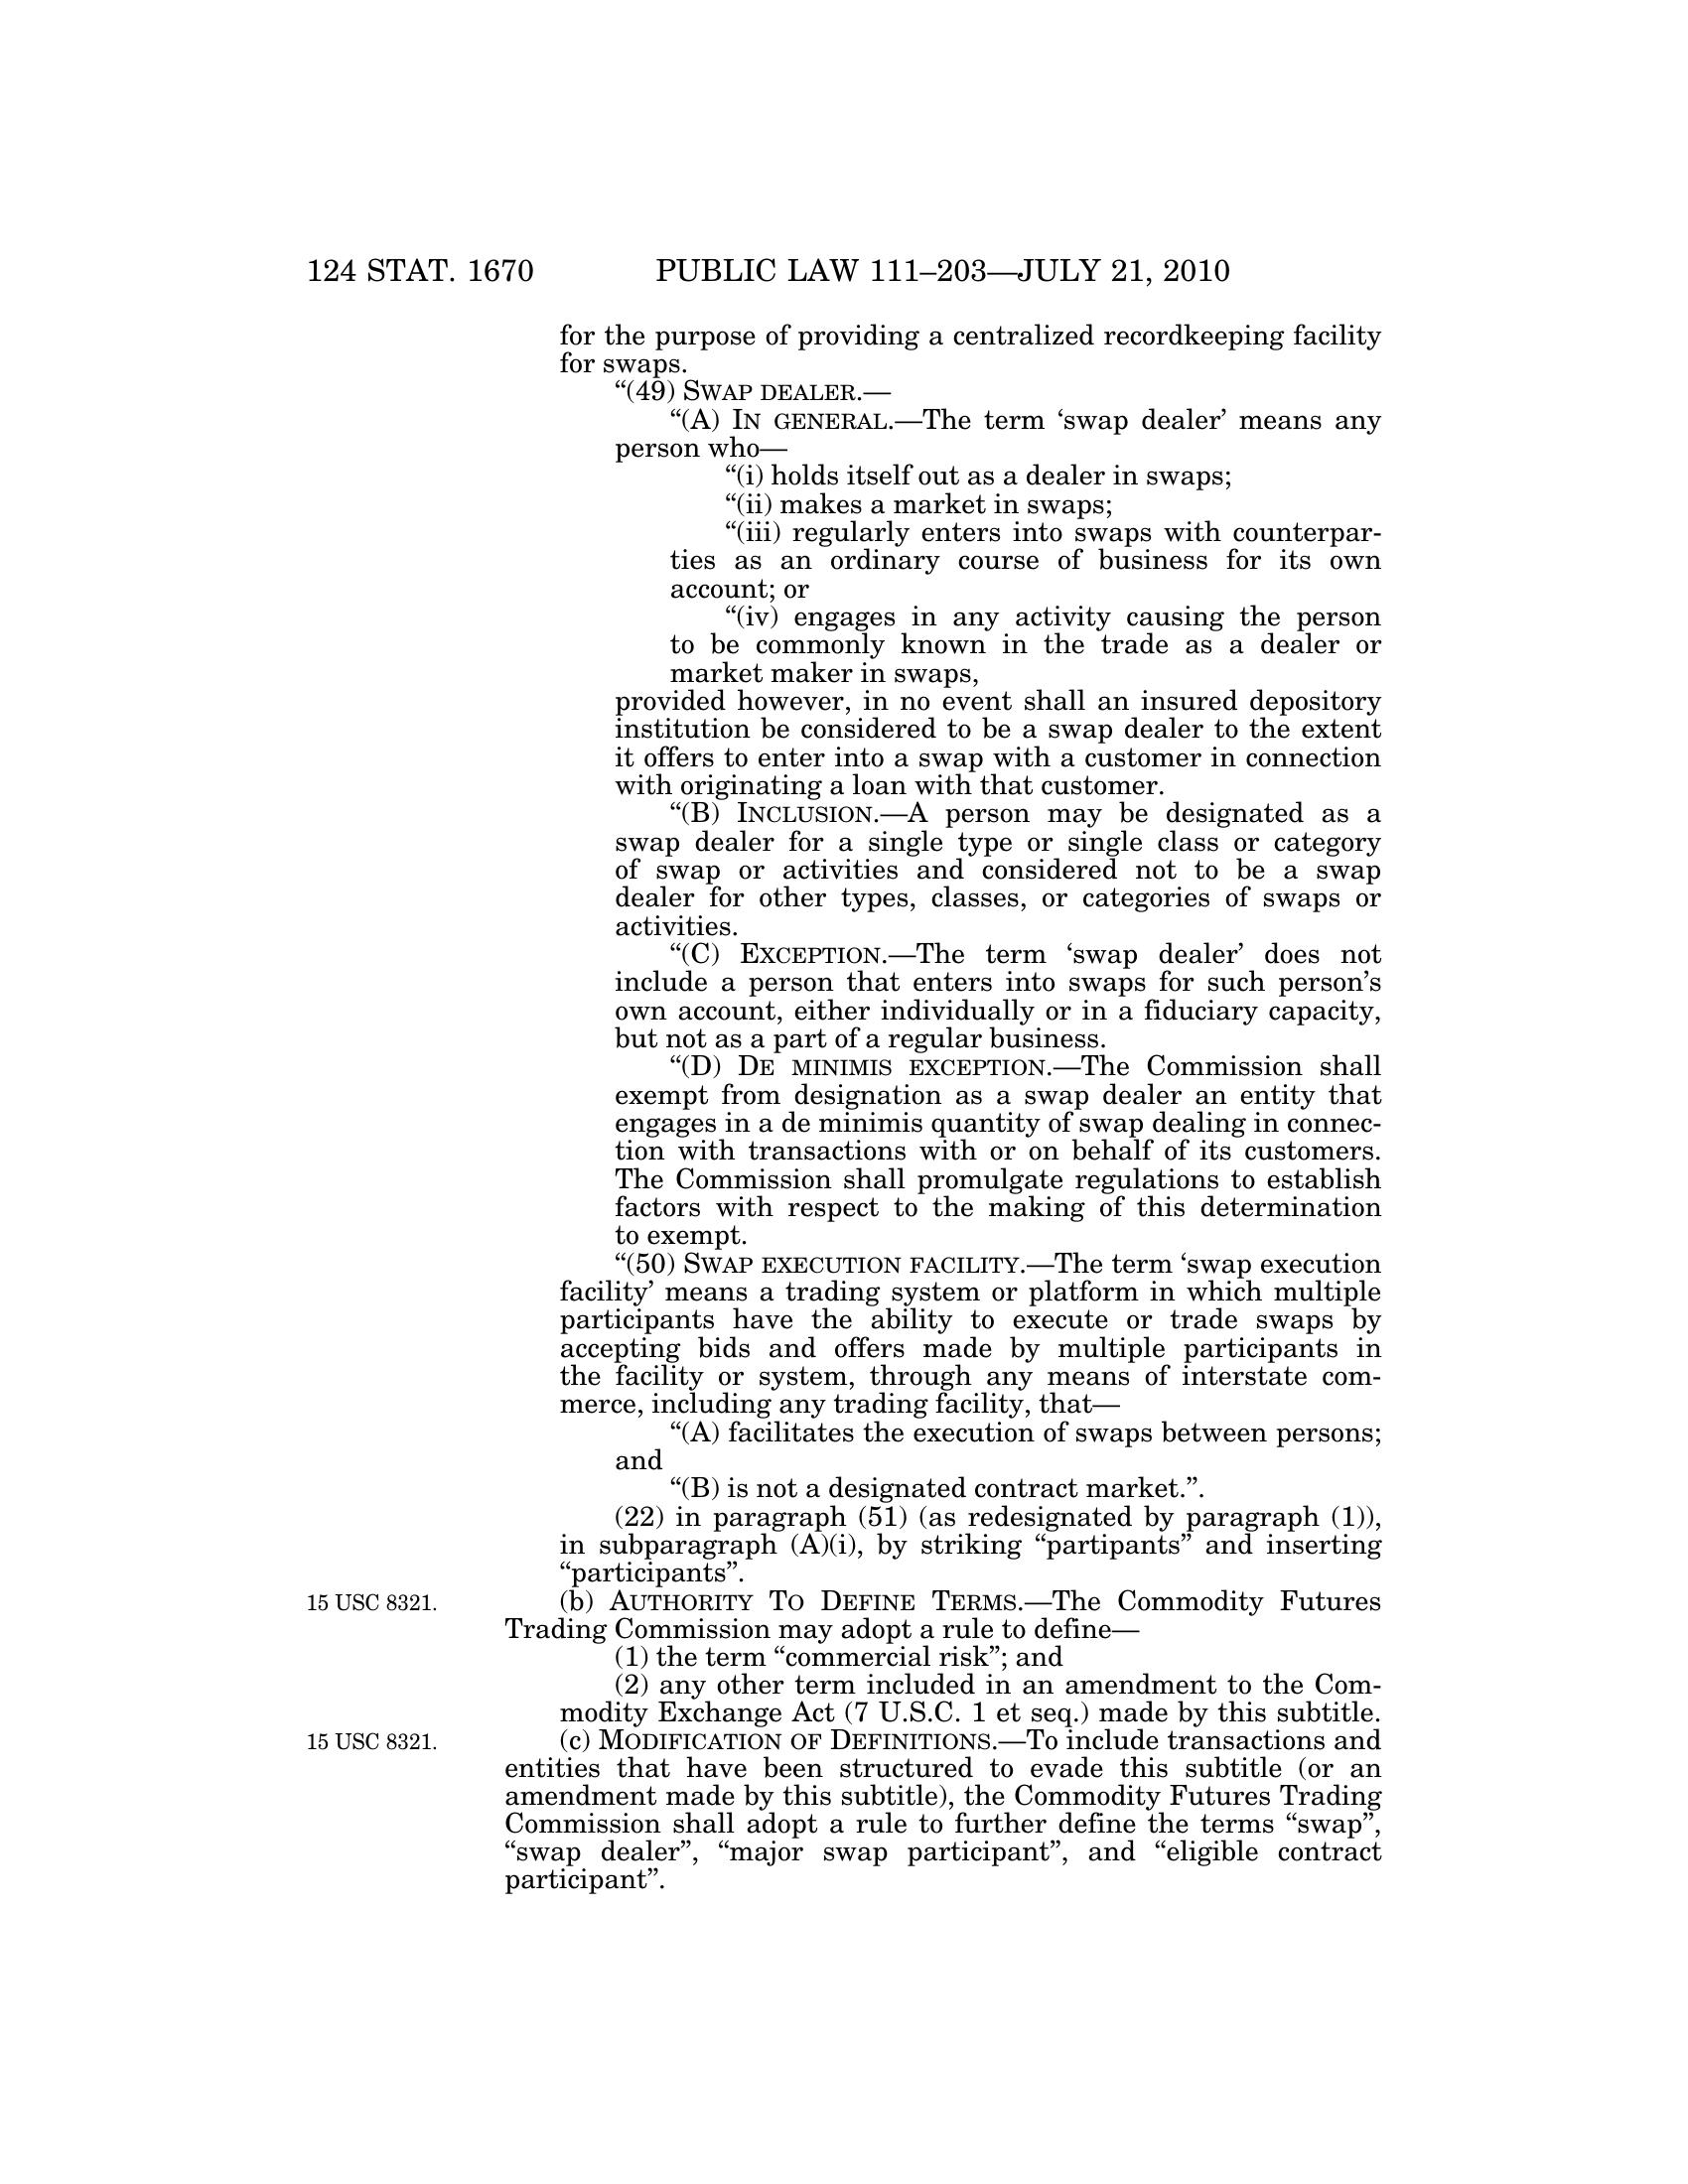 124 STAT. 1670 PUBLIC LAW 111–203—JULY 21, 2010
for the purpose of providing a centralized recordkeeping facility
for swaps.
“(49) SWAP DEALER.—
“(A) IN GENERAL.—The term ‘swap dealer’ means any
person who—
“(i) holds itself out as a dealer in swaps;
“(ii) makes a market in swaps;
“(iii) regularly enters into swaps with counterpar-
ties as an ordinary course of business for its own
account; or
“(iv) engages in any activity causing the person
to be commonly known in the trade as a dealer or
market maker in swaps,
provided however, in no event shall an insured depository
institution be considered to be a swap dealer to the extent
it offers to enter into a swap with a customer in connection
with originating a loan with that customer.
“(B) INCLUSION.—A person may be designated as a
swap dealer for a single type or single class or category
of swap or activities and considered not to be a swap
dealer for other types, classes, or categories of swaps or
activities.
“(C) EXCEPTION.—The term ‘swap dealer’ does not
include a person that enters into swaps for such person’s
own account, either individually or in a fiduciary capacity,
but not as a part of a regular business.
“(D) DE MINIMIS EXCEPTION.—The Commission shall
exempt from designation as a swap dealer an entity that
engages in a de minimis quantity of swap dealing in connec-
tion with transactions with or on behalf of its customers.
The Commission shall promulgate regulations to establish
factors with respect to the making of this determination
to exempt.
“(50) SWAP EXECUTION FACILITY.—The term ‘swap execution
facility’ means a trading system or platform in which multiple
participants have the ability to execute or trade swaps by
accepting bids and offers made by multiple participants in
the facility or system, through any means of interstate com-
merce, including any trading facility, that—
“(A) facilitates the execution of swaps between persons;
and
“(B) is not a designated contract market.”.
(22) in paragraph (51) (as redesignated by paragraph (1)),
in subparagraph (A)(i), by striking “partipants” and inserting
“participants”.
15 USC 8321. (b) AUTHORITY TO DEFINE TERMS.—The Commodity Futures
Trading Commission may adopt a rule to define—
(1) the term “commercial risk”; and
(2) any other term included in an amendment to the Com-
modity Exchange Act (7 U.S.C. 1 et seq.) made by this subtitle.
15 USC 8321. (c) MODIFICATION OF DEFINITIONS.—To include transactions and
entities that have been structured to evade this subtitle (or an
amendment made by this subtitle), the Commodity Futures Trading
Commission shall adopt a rule to further define the terms “swap”,
“swap dealer”, “major swap participant”, and “eligible contract
participant”.